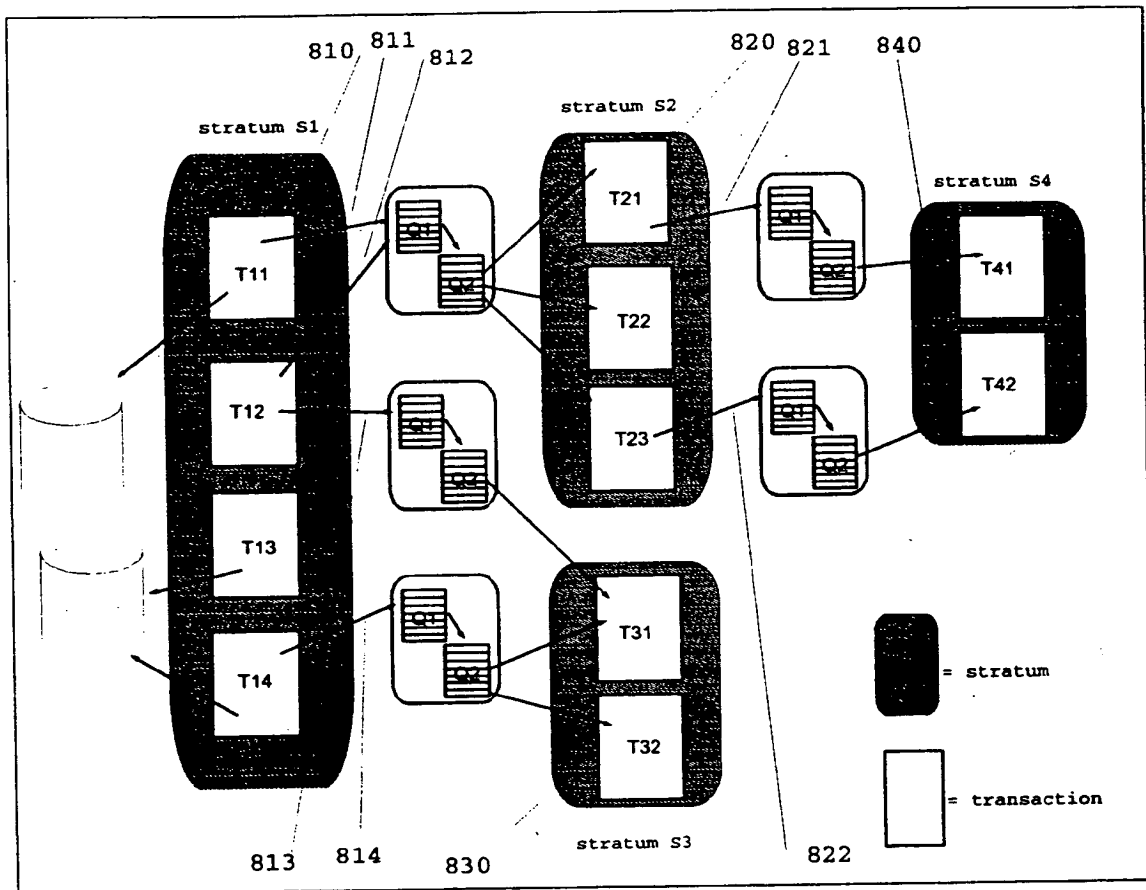 810
811
812
820
821
840
stratum S1
stratum S2
stratum S4
T11
T12
T13
T14
Q1
Q2
Q1
Q2
Q1
Q2
T21
T22
T23
Q1
Q2
Q1
Q2
T41
T42
T31
T32
stratum S3
= stratum
= transaction
813
814
830
822